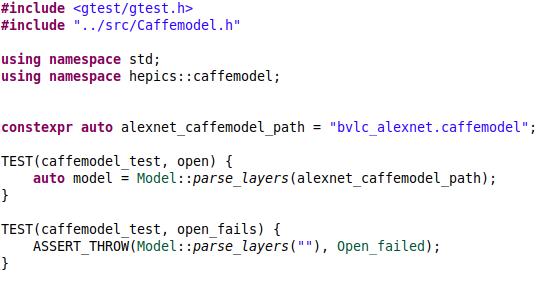 #include <gtest/gtest.h>
#include "../src/Caffemodel.h"
using namespace std;
using namespace hepics::caffemodel;
constexpr auto alexnet_caffemodel_path = "bvlc_alexnet.caffemodel";
TEST(caffemodel_test, open) {
    auto model = Model::parse_layers(alexnet_caffemodel_path);
}
TEST(caffemodel_test, open_fails) {
    ASSERT_THROW(Model::parse_layers(""), Open_failed);
}